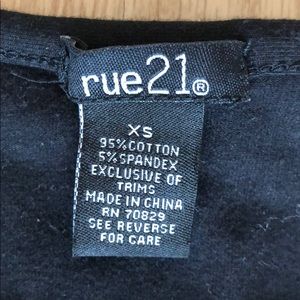 rue21®
XS
95%COTTON
5%SPANDEX
EXCLUSIVE OF
TRIMS
MADE IN CHINA
RN 70829
SEE REVERSE
FOR CARE